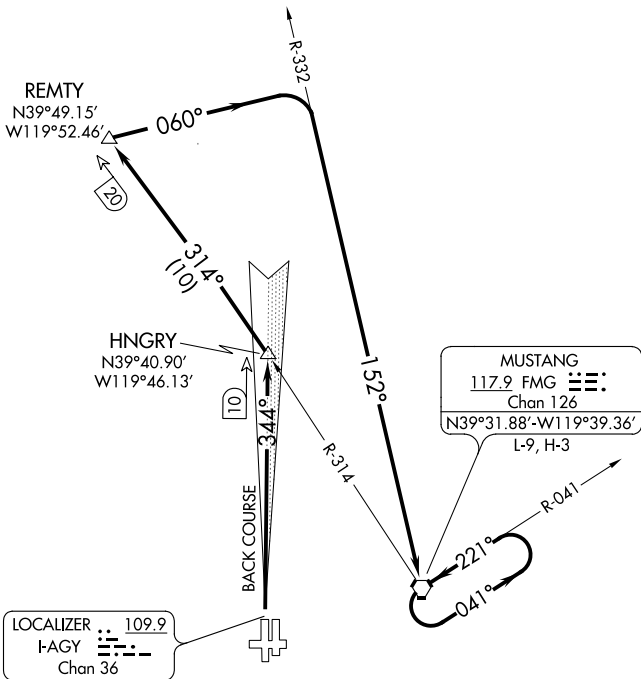 R-332
REMTY
N39°49.15'
W119°52.46'
060°
20
314°
(10)
HNGRY
N39°40.90'
W119°46.13'
10
344°
152°
R-314
MUSTANG
117.9 FMG
Chan 126
N39°31.88'-W119°39.36'
L-9, H-3
R-041
221°
041°
BACK COURSE
LOCALIZER 109.9
I-AGY
Chan 36